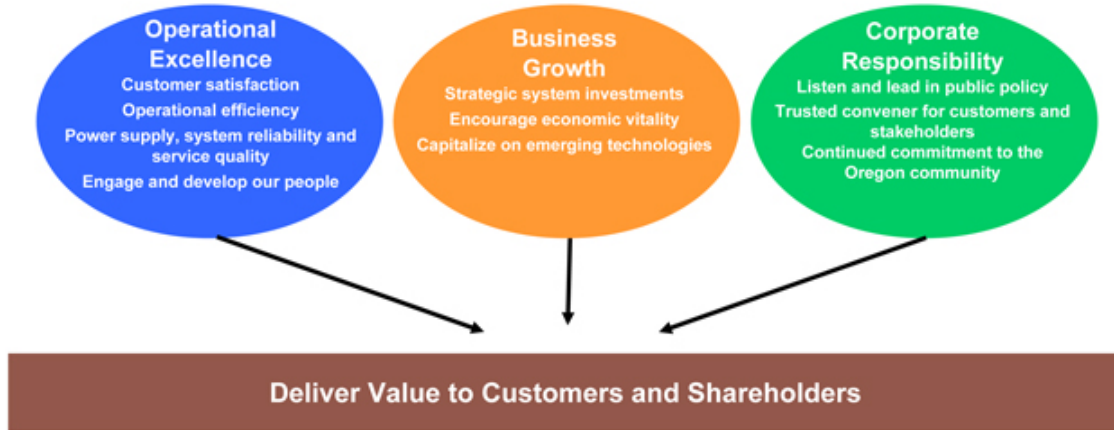 Operational
Excellence
Customer satisfaction
Operational efficiency
Power supply, system reliability and
service quality
Engage and develop our people
Business
Growth
Strategic system investments
Encourage economic vitality
Capitalize on emerging technologies
Corporate
Responsibility
Listen and lead in public policy
Trusted convener for customers and
stakeholders
Continued commitment to the
Oregon community
Deliver Value to Customers and Shareholders